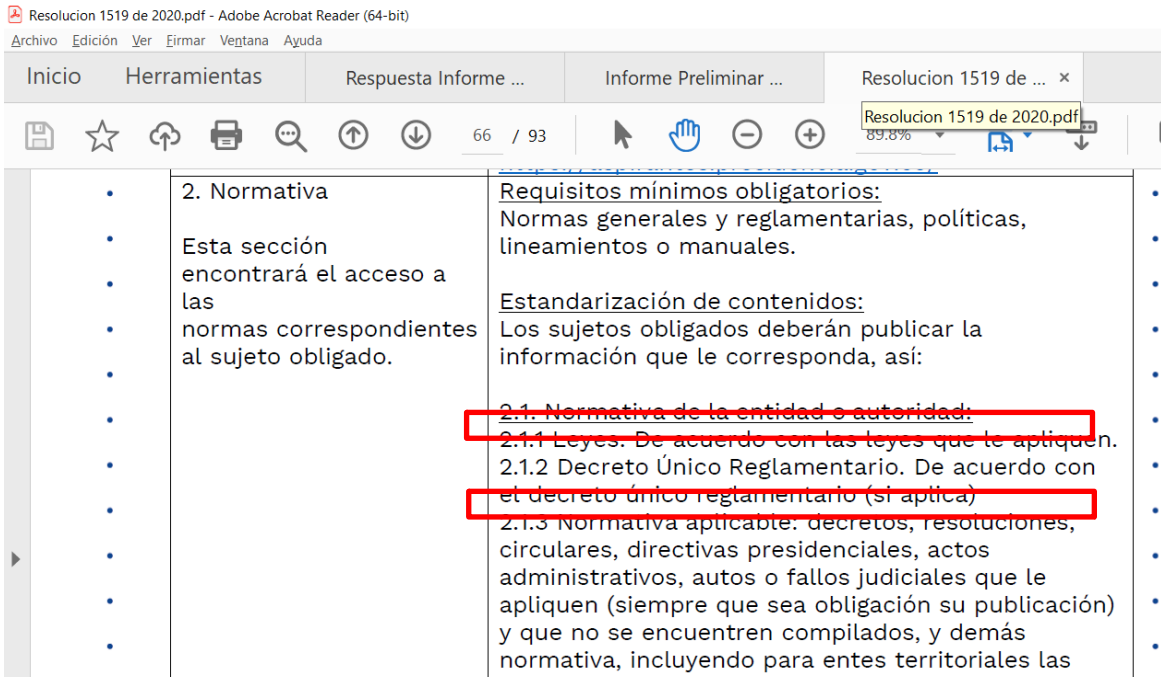 Resolucion 1519 de 2020.pdf - Adobe Acrobat Reader (64-bit)
Archivo Edición Ver Firmar Ventana Ayuda
Inicio Herramientas Respuesta Informe ... Informe Preliminar ... Resolucion 1519 de ... ×
Resolucion 1519 de 2020.pdf
66 / 93 89.8%
2. Normativa
Esta sección
encontrará el acceso a
las
normas correspondientes
al sujeto obligado.
Requisitos mínimos obligatorios:
Normas generales y reglamentarias, políticas,
lineamientos o manuales.
Estandarización de contenidos:
Los sujetos obligados deberán publicar la
información que le corresponda, así:
2.1. Normativa de la entidad o autoridad:
2.1.1 Leyes. De acuerdo con las leyes que le apliquen.
2.1.2 Decreto Único Reglamentario. De acuerdo con
el decreto único reglamentario (si aplica)
2.1.3 Normativa aplicable: decretos, resoluciones,
circulares, directivas presidenciales, actos
administrativos, autos o fallos judiciales que le
apliquen (siempre que sea obligación su publicación)
y que no se encuentren compilados, y demás
normativa, incluyendo para entes territoriales las